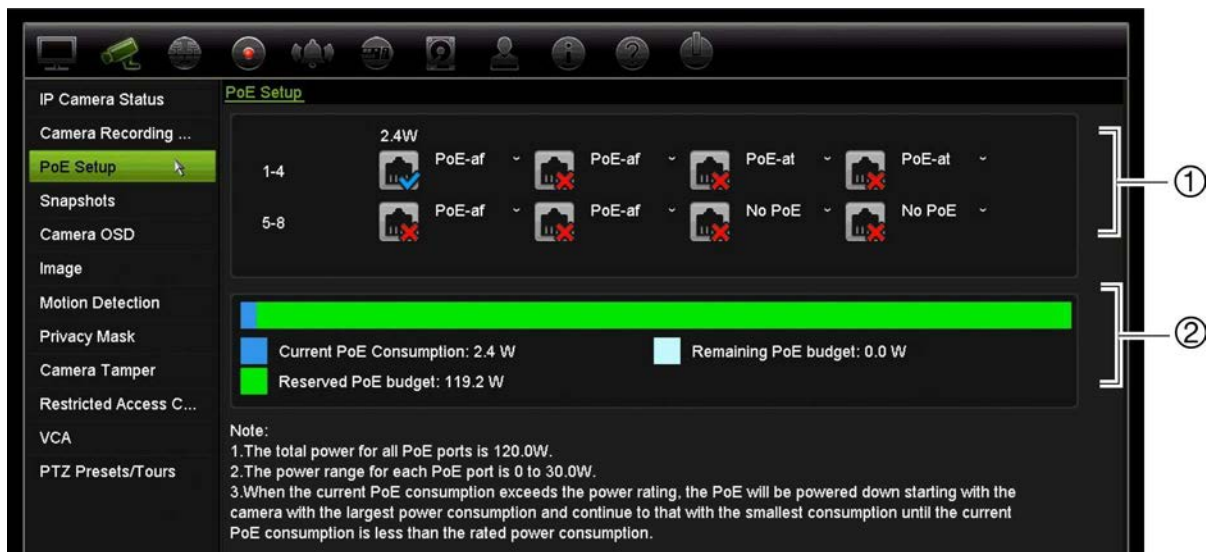 IP Camera Status
Camera Recording ...
PoE Setup
Snapshots
Camera OSD
Image
Motion Detection
Privacy Mask
Camera Tamper
Restricted Access C...
VCA
PTZ Presets/Tours
PoE Setup
2.4W
1-4 PoE-af PoE-af PoE-at PoE-at
5-8 PoE-af PoE-af No PoE No PoE
①
Current PoE Consumption: 2.4 W Remaining PoE budget: 0.0 W
Reserved PoE budget: 119.2 W
②
Note:
1.The total power for all PoE ports is 120.0W.
2.The power range for each PoE port is 0 to 30.0W.
3.When the current PoE consumption exceeds the power rating, the PoE will be powered down starting with the
camera with the largest power consumption and continue to that with the smallest consumption until the current
PoE consumption is less than the rated power consumption.